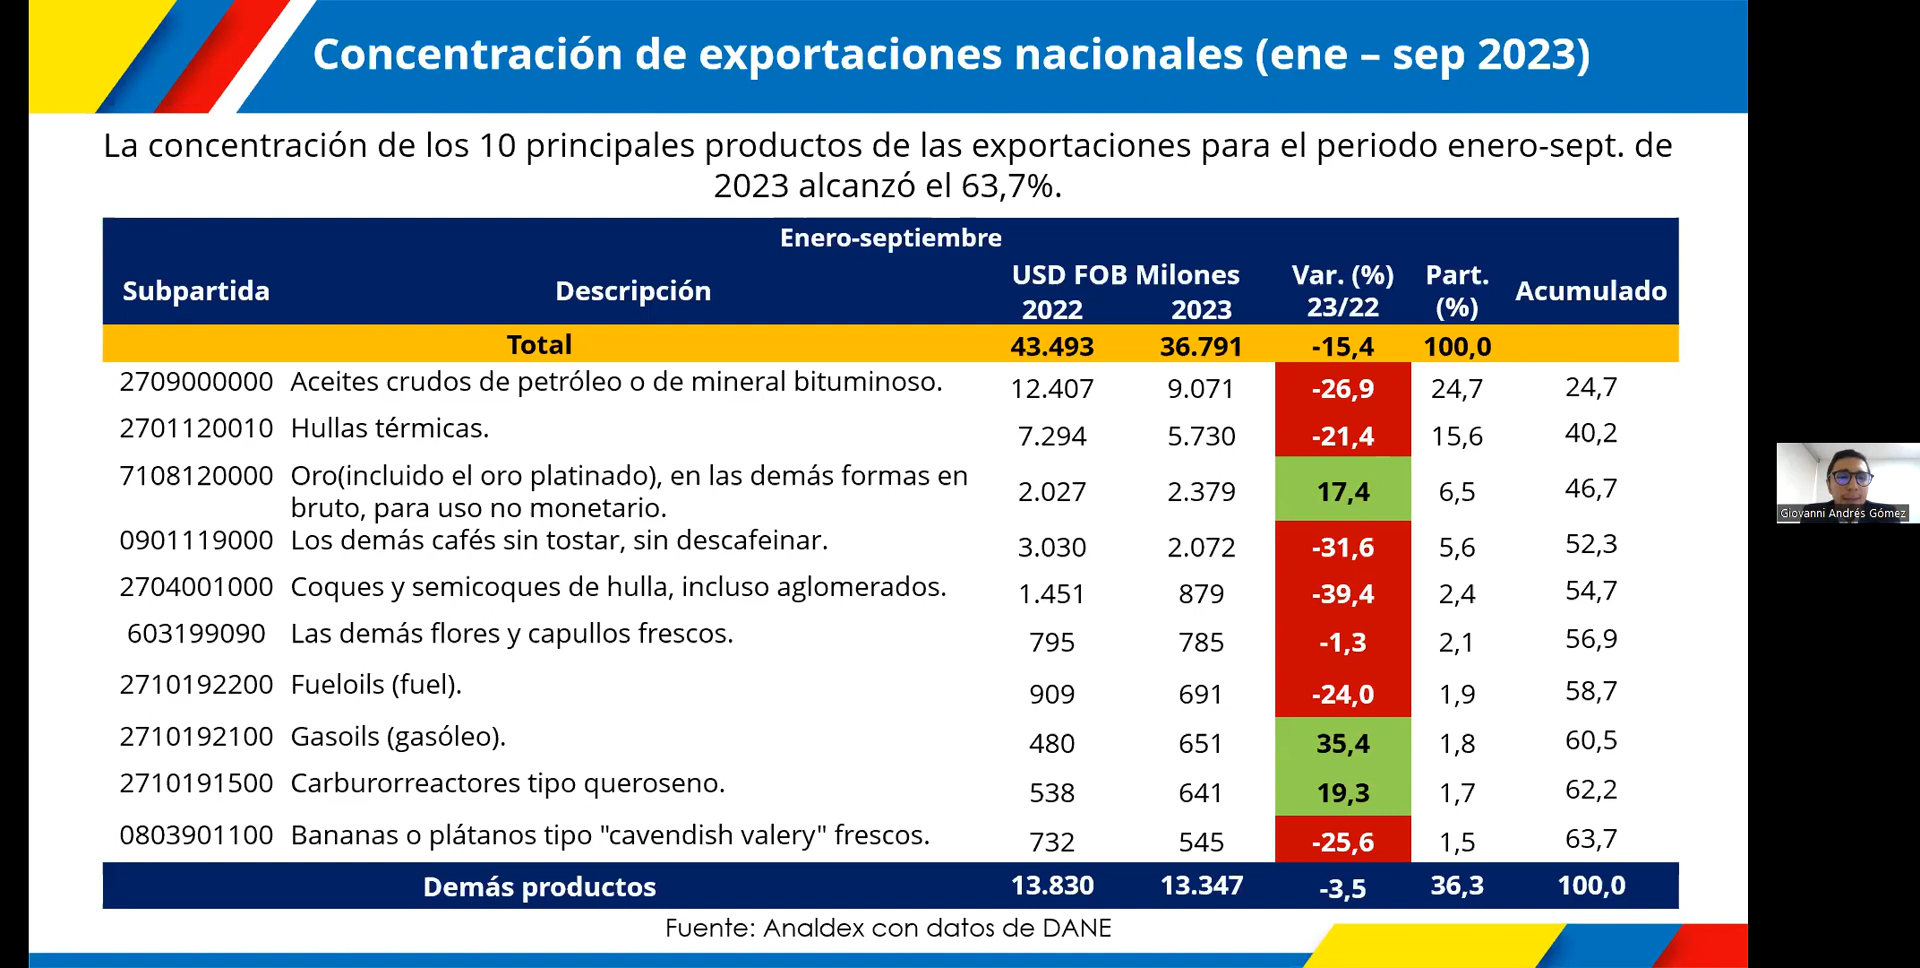 Concentración de exportaciones nacionales (ene – sep 2023)
La concentración de los 10 principales productos de las exportaciones para el periodo enero-sept. de
2023 alcanzó el 63,7%.
Enero-septiembre
Subpartida Descripción USD FOB Milones Var. (%) Part. Acumulado
2022 2023 23/22 (%)
Total 43.493 36.791 -15,4 100,0
2709000000 Aceites crudos de petróleo o de mineral bituminoso. 12.407 9.071 -26,9 24,7 24,7
2701120010 Hullas térmicas. 7.294 5.730 -21,4 15,6 40,2
7108120000 Oro(incluido el oro platinado), en las demás formas en
bruto, para uso no monetario. 2.027 2.379 17,4 6,5 46,7
0901119000 Los demás cafés sin tostar, sin descafeinar. 3.030 2.072 -31,6 5,6 52,3
2704001000 Coques y semicoques de hulla, incluso aglomerados. 1.451 879 -39,4 2,4 54,7
603199090 Las demás flores y capullos frescos. 795 785 -1,3 2,1 56,9
2710192200 Fueloils (fuel). 909 691 -24,0 1,9 58,7
2710192100 Gasoils (gasóleo). 480 651 35,4 1,8 60,5
2710191500 Carburorreactores tipo queroseno. 538 641 19,3 1,7 62,2
0803901100 Bananas o plátanos tipo "cavendish valery" frescos. 732 545 -25,6 1,5 63,7
Demás productos 13.830 13.347 -3,5 36,3 100,0
Fuente: Analdex con datos de DANE
Giovanni Andrés Gómez